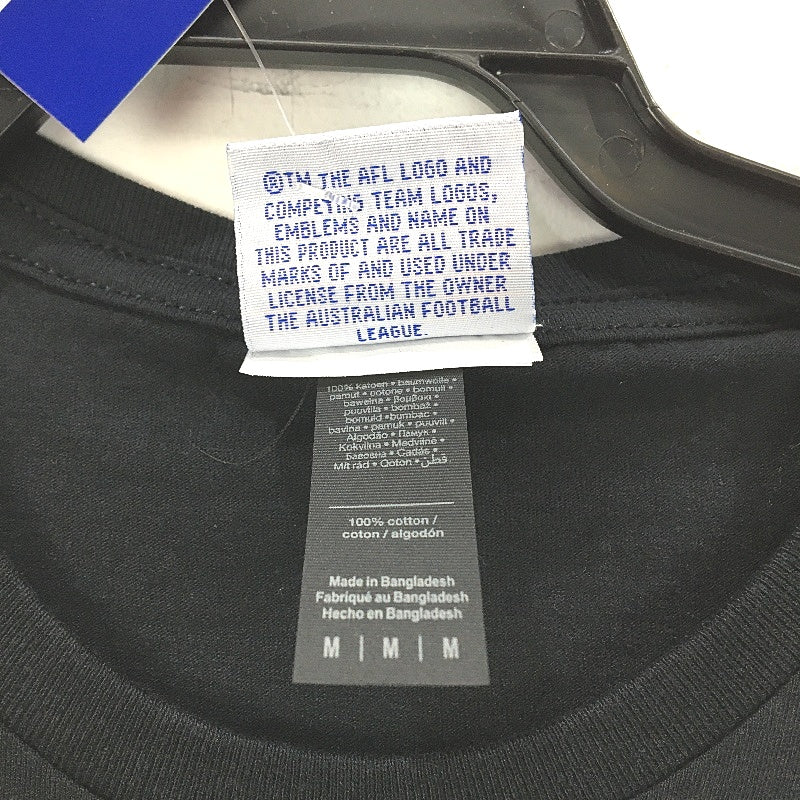 ®TM THE AFL LOGO AND
COMPETING TEAM LOGOS,
EMBLEMS AND NAME ON
THIS PRODUCT ARE ALL TRADE
MARKS OF AND USED UNDER
LICENSE FROM THE OWNER
THE AUSTRALIAN FOOTBALL
LEAGUE.
100% katoen • baumwolle •
pamut • cotone • bomull •
bawełna • βαμβάκι •
puuvilla • bombaž •
bomuld • bumbac •
bavlna • pamuk • puuvill •
Algodão • Памук •
Kokvilna • Medvilnė •
Бавовна • Cadás •
Mit rád • Qoton • قطن
100% cotton /
coton / algodón
Made in Bangladesh
Fabriqué au Bangladesh
Hecho en Bangladesh
M | M | M